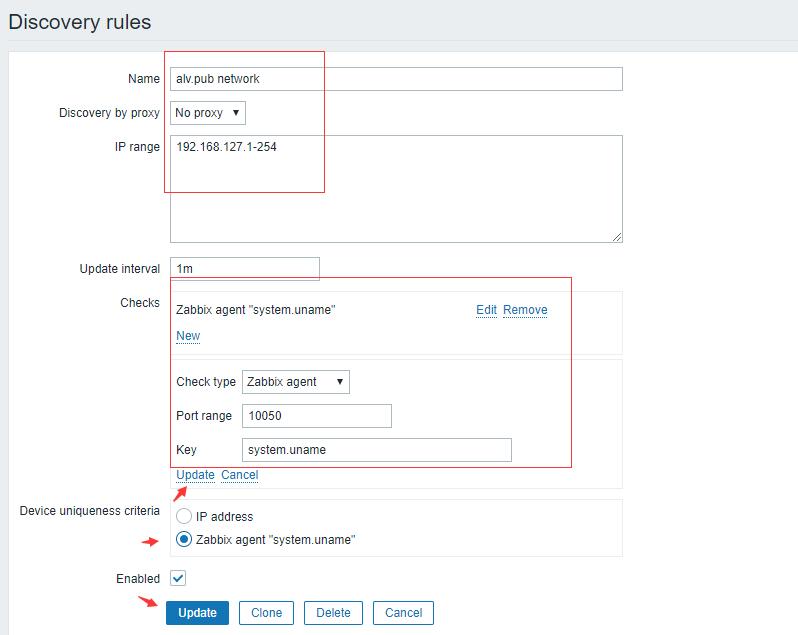 Discovery rules
Name alv.pub network
Discovery by proxy No proxy
IP range 192.168.127.1-254
Update interval 1m
Checks Zabbix agent "system.uname" Edit Remove
New
Check type Zabbix agent
Port range 10050
Key system.uname
Update Cancel
Device uniqueness criteria IP address
Zabbix agent "system.uname"
Enabled
Update Clone Delete Cancel